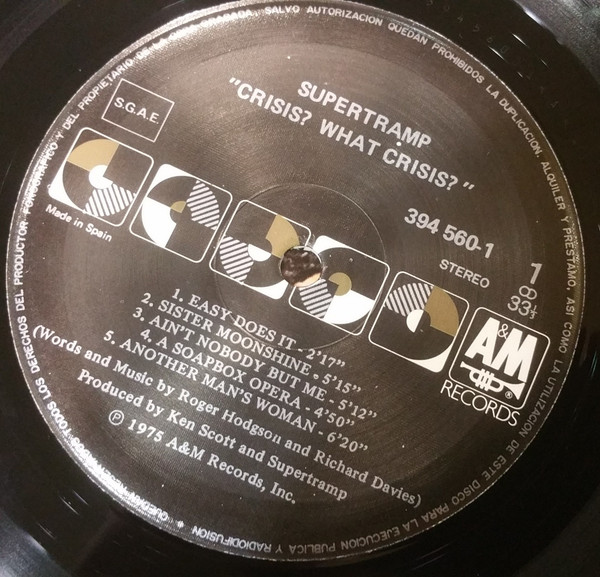 SUPERTRAMP
"CRISIS? WHAT CRISIS?"
S.G.A.E.
Made in Spain
394 560-1
STEREO
1
33⅓
A&M
®
RECORDS
1. EASY DOES IT - 2'17"
2. SISTER MOONSHINE - 5'15"
3. AIN'T NOBODY BUT ME - 5'12"
4. A SOAPBOX OPERA - 4'50"
5. ANOTHER MAN'S WOMAN - 6'20"
(Words and Music by Roger Hodgson and Richard Davies)
Produced by Ken Scott and Supertramp
℗ 1975 A&M Records, Inc.
TODOS LOS DERECHOS DEL PRODUCTOR FONOGRAFICO Y DEL PROPIETARIO DE LA SALVO AUTORIZACION QUEDAN PROHIBIDOS LA DUPLICACION, ALQUILER Y PRESTAMO, ASI COMO LA UTILIZACION DE ESTE DISCO PARA LA EJECUCION PUBLICA Y RADIODIFUSION